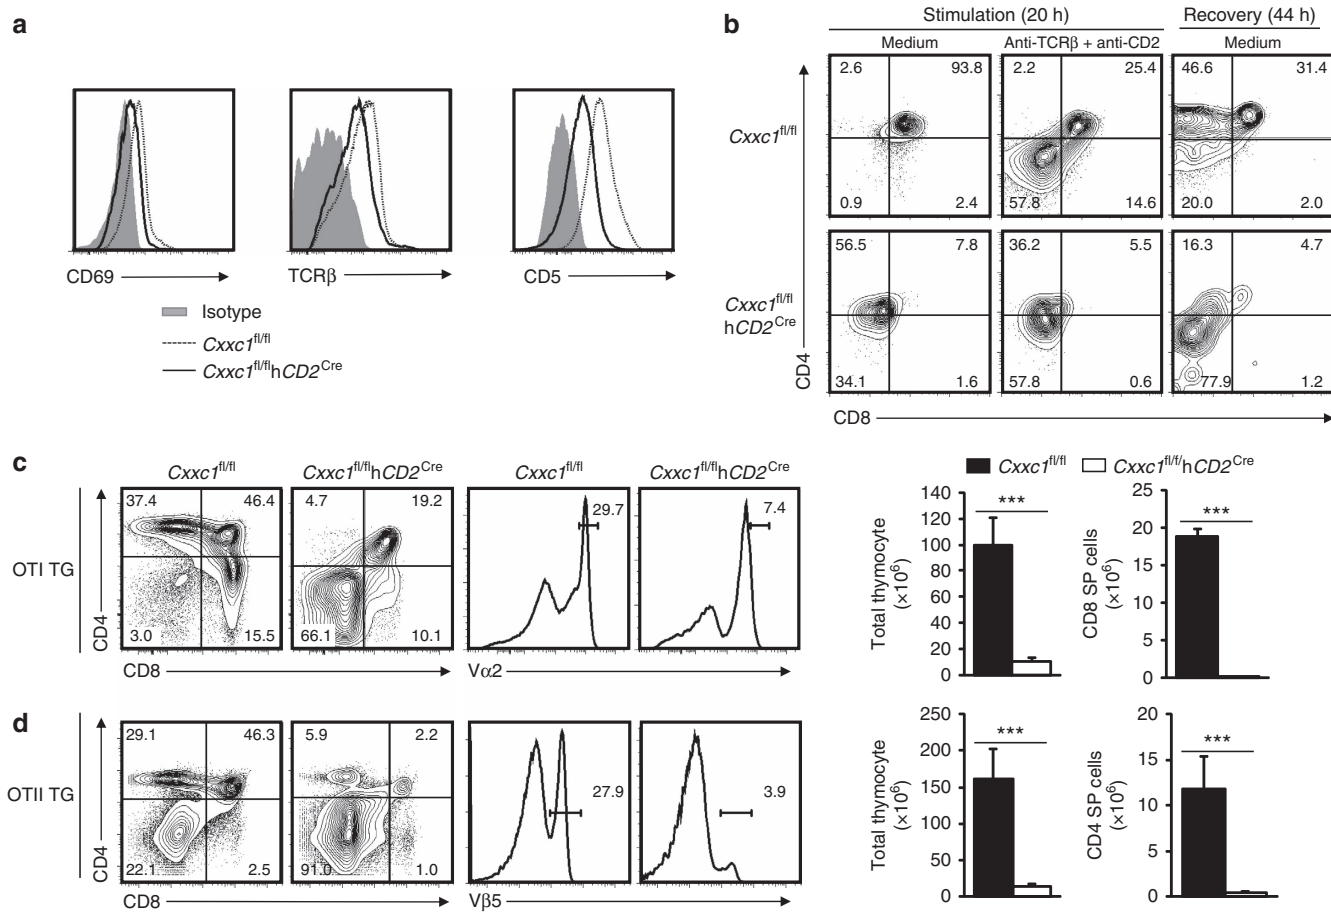 a
CD69
TCRβ
CD5
Isotype
Cxxc1fl/fl
Cxxc1fl/flhCD2Cre
b
Stimulation (20 h)
Recovery (44 h)
Medium
Anti-TCRβ + anti-CD2
Medium
Cxxc1fl/fl
2.6 93.8
0.9 2.4
2.2 25.4
57.8 14.6
46.6 31.4
20.0 2.0
Cxxc1fl/fl
hCD2Cre
56.5 7.8
34.1 1.6
36.2 5.5
57.8 0.6
16.3 4.7
77.9 1.2
CD4
CD8
c
Cxxc1fl/fl
Cxxc1fl/flhCD2Cre
Cxxc1fl/fl
Cxxc1fl/flhCD2Cre
OTI TG
CD4
37.4 46.4
3.0 15.5
4.7 19.2
66.1 10.1
29.7
7.4
CD8
Vα2
Cxxc1fl/fl
Cxxc1fl/f/hCD2Cre
Total thymocyte
(×10⁶)
140
120
100
80
60
40
20
0
***
CD8 SP cells
(×10⁶)
25
20
15
10
5
0
***
d
OTII TG
CD4
29.1 46.3
22.1 2.5
5.9 2.2
91.0 1.0
27.9
3.9
CD8
Vβ5
Total thymocyte
(×10⁶)
250
200
150
100
50
0
***
CD4 SP cells
(×10⁶)
20
15
10
5
0
***